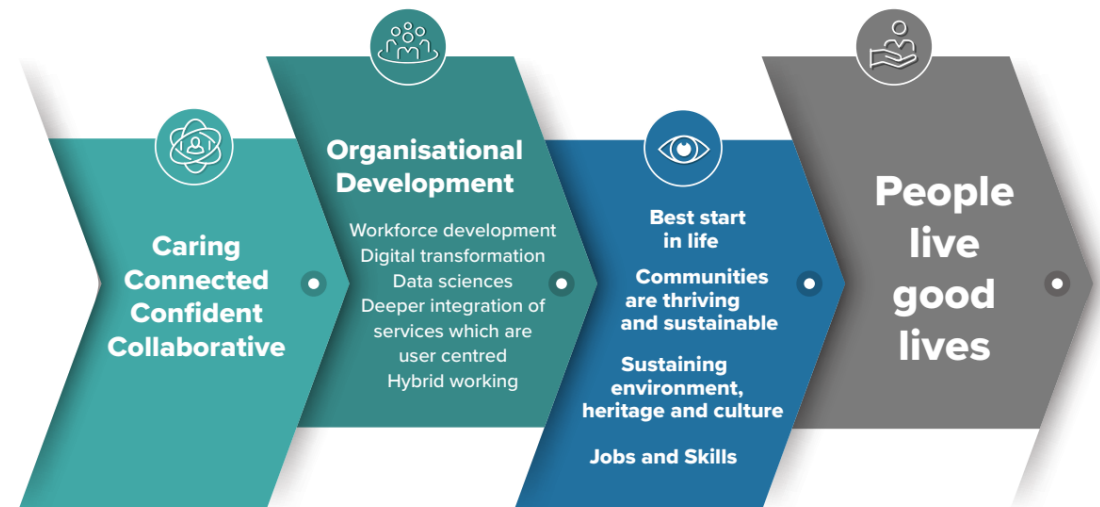 Caring
Connected
Confident
Collaborative
Organisational
Development
Workforce development
Digital transformation
Data sciences
Deeper integration of
services which are
user centred
Hybrid working
Best start
in life
Communities
are thriving
and sustainable
Sustaining
environment,
heritage and culture
Jobs and Skills
People
live
good
lives